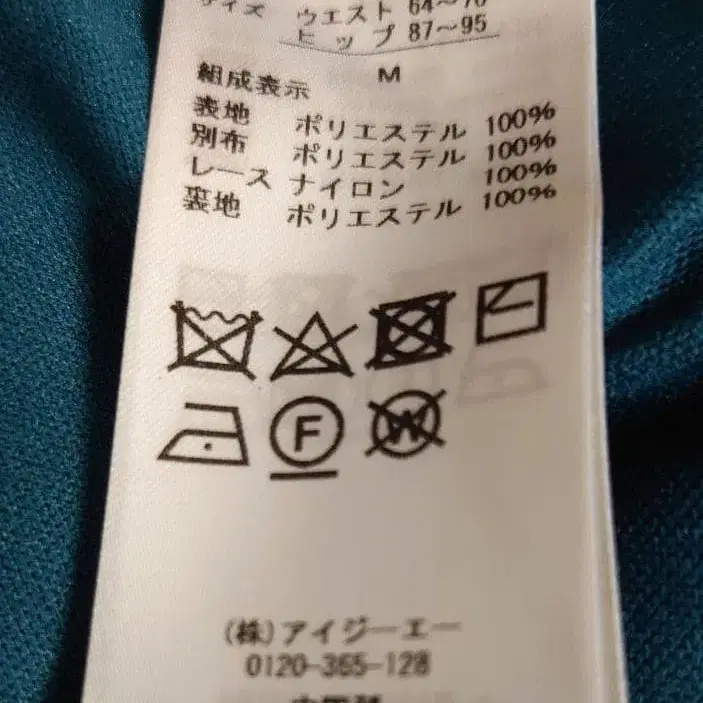 サイズ ウエスト 64〜70
ヒップ 87〜95
M
組成表示
表地 ポリエステル 100%
別布 ポリエステル 100%
レース ナイロン 100%
裏地 ポリエステル 100%
F
W
(株)アイジーエー
0120-365-128